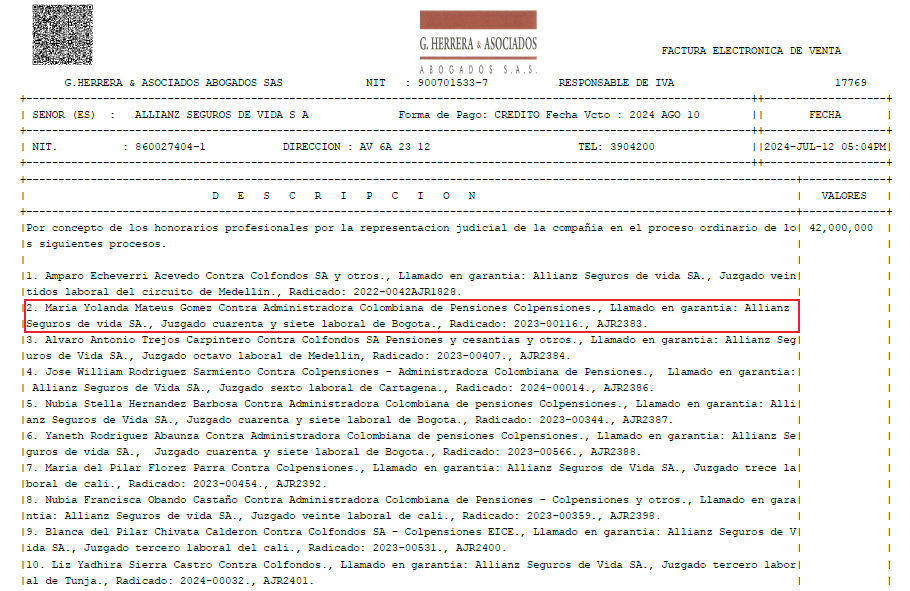 G. HERRERA & ASOCIADOS
ABOGADOS S.A.S.
FACTURA ELECTRONICA DE VENTA
G.HERRERA & ASOCIADOS ABOGADOS SAS NIT : 900701533-7 RESPONSABLE DE IVA 17769
SENOR (ES) : ALLIANZ SEGUROS DE VIDA S A Forma de Pago: CREDITO Fecha Vcto : 2024 AGO 10 FECHA
NIT. : 860027404-1 DIRECCION : AV 6A 23 12 TEL: 3904200 2024-JUL-12 05:04PM
D E S C R I P C I O N VALORES
Por concepto de los honorarios profesionales por la representacion judicial de la compañia en el proceso ordinario de lo 42,000,000
s siguientes procesos.
1. Amparo Echeverri Acevedo Contra Colfondos SA y otros., Llamado en garantia: Allianz Seguros de vida SA., Juzgado vein
tidos laboral del circuito de Medellin., Radicado: 2022-0042AJR1828.
2. Maria Yolanda Mateus Gomez Contra Administradora Colombiana de Pensiones Colpensiones., Llamado en garantia: Allianz
Seguros de vida SA., Juzgado cuarenta y siete laboral de Bogota., Radicado: 2023-00116., AJR2383.
3. Alvaro Antonio Trejos Carpintero Contra Colfondos SA Pensiones y cesantias y otros., Llamado en garantia: Allianz Seg
uros de Vida SA., Juzgado octavo laboral de Medellin, Radicado: 2023-00407., AJR2384.
4. Jose William Rodriguez Sarmiento Contra Colpensiones - Administradora Colombiana de Pensiones., Llamado en garantia:
Allianz Seguros de Vida SA., Juzgado sexto laboral de Cartagena., Radicado: 2024-00014., AJR2386.
5. Nubia Stella Hernandez Barbosa Contra Administradora Colombiana de pensiones Colpensiones., Llamado en garantia: Alli
anz Seguros de Vida SA., Juzgado cuarenta y siete laboral de Bogota., Radicado: 2023-00344., AJR2387.
6. Yaneth Rodriguez Abaunza Contra Administradora Colombiana de pensiones Colpensiones., Llamado en garantia: Allianz Se
guros de vida SA., Juzgado cuarenta y siete laboral de Bogota., Radicado: 2023-00566., AJR2388.
7. Maria del Pilar Florez Parra Contra Colpensiones., Llamado en garantia: Allianz Seguros de Vida SA., Juzgado trece la
boral de cali., Radicado: 2023-00454., AJR2392.
8. Nubia Francisca Obando Castaño Contra Administradora Colombiana de Pensiones - Colpensiones y otros., Llamado en gara
ntia: Allianz Seguros de vida SA., Juzgado veinte laboral de cali., Radicado: 2023-00359., AJR2398.
9. Blanca del Pilar Chivata Calderon Contra Colfondos SA - Colpensiones EICE., Llamado en garantia: Allianz Seguros de V
ida SA., Juzgado tercero laboral del cali., Radicado: 2023-00531., AJR2400.
10. Liz Yadhira Sierra Castro Contra Colfondos., Llamado en garantia: Allianz Seguros de Vida SA., Juzgado tercero labor
al de Tunja., Radicado: 2024-00032., AJR2401.